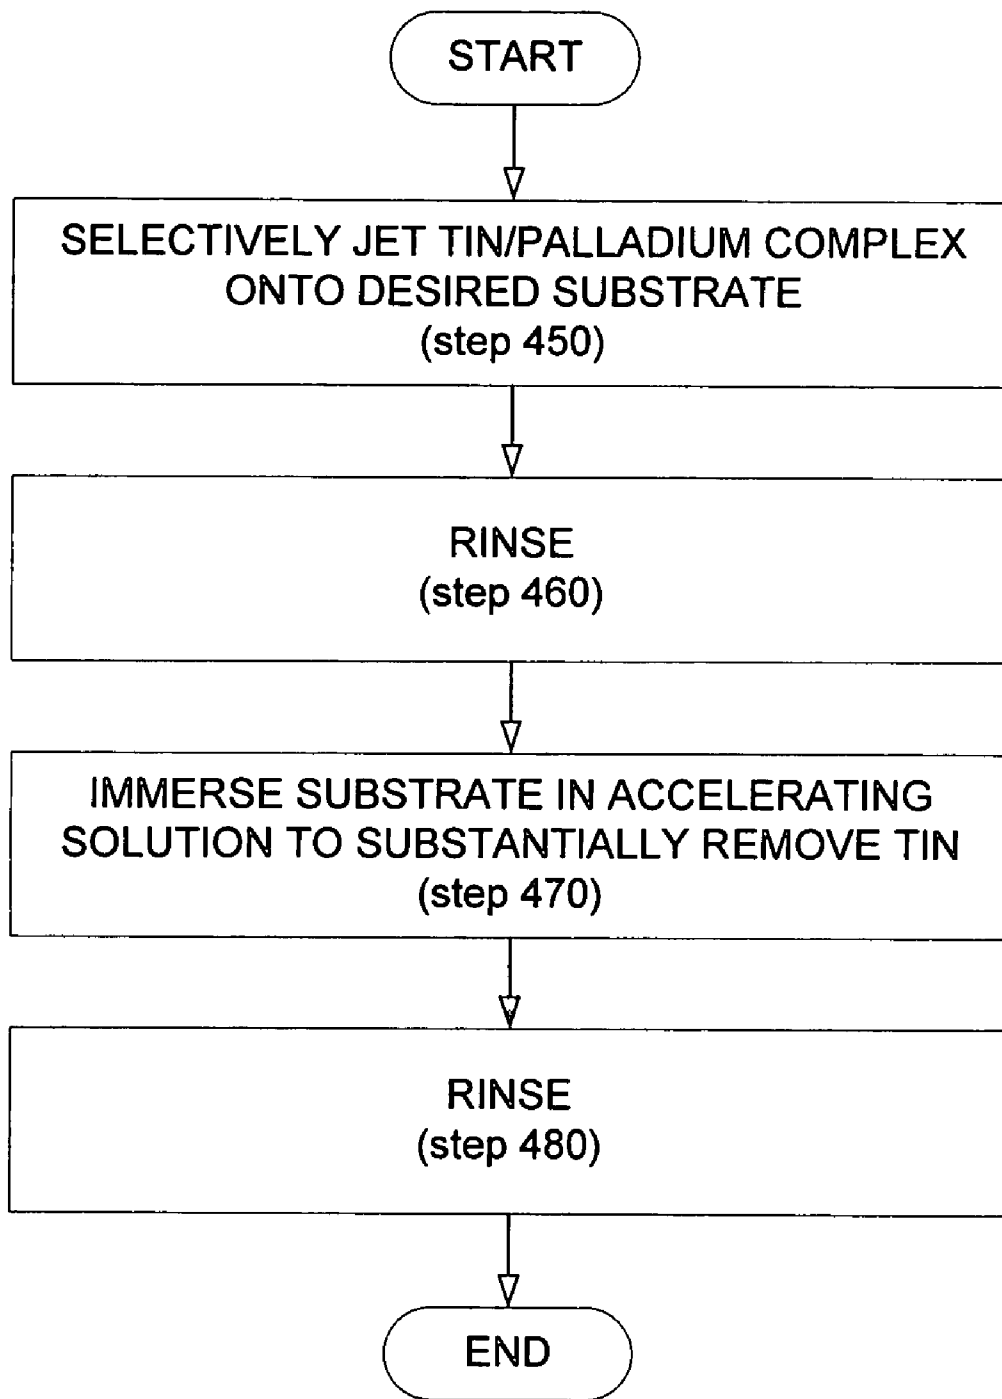 START
SELECTIVELY JET TIN/PALLADIUM COMPLEX
ONTO DESIRED SUBSTRATE
(step 450)
RINSE
(step 460)
IMMERSE SUBSTRATE IN ACCELERATING
SOLUTION TO SUBSTANTIALLY REMOVE TIN
(step 470)
RINSE
(step 480)
END